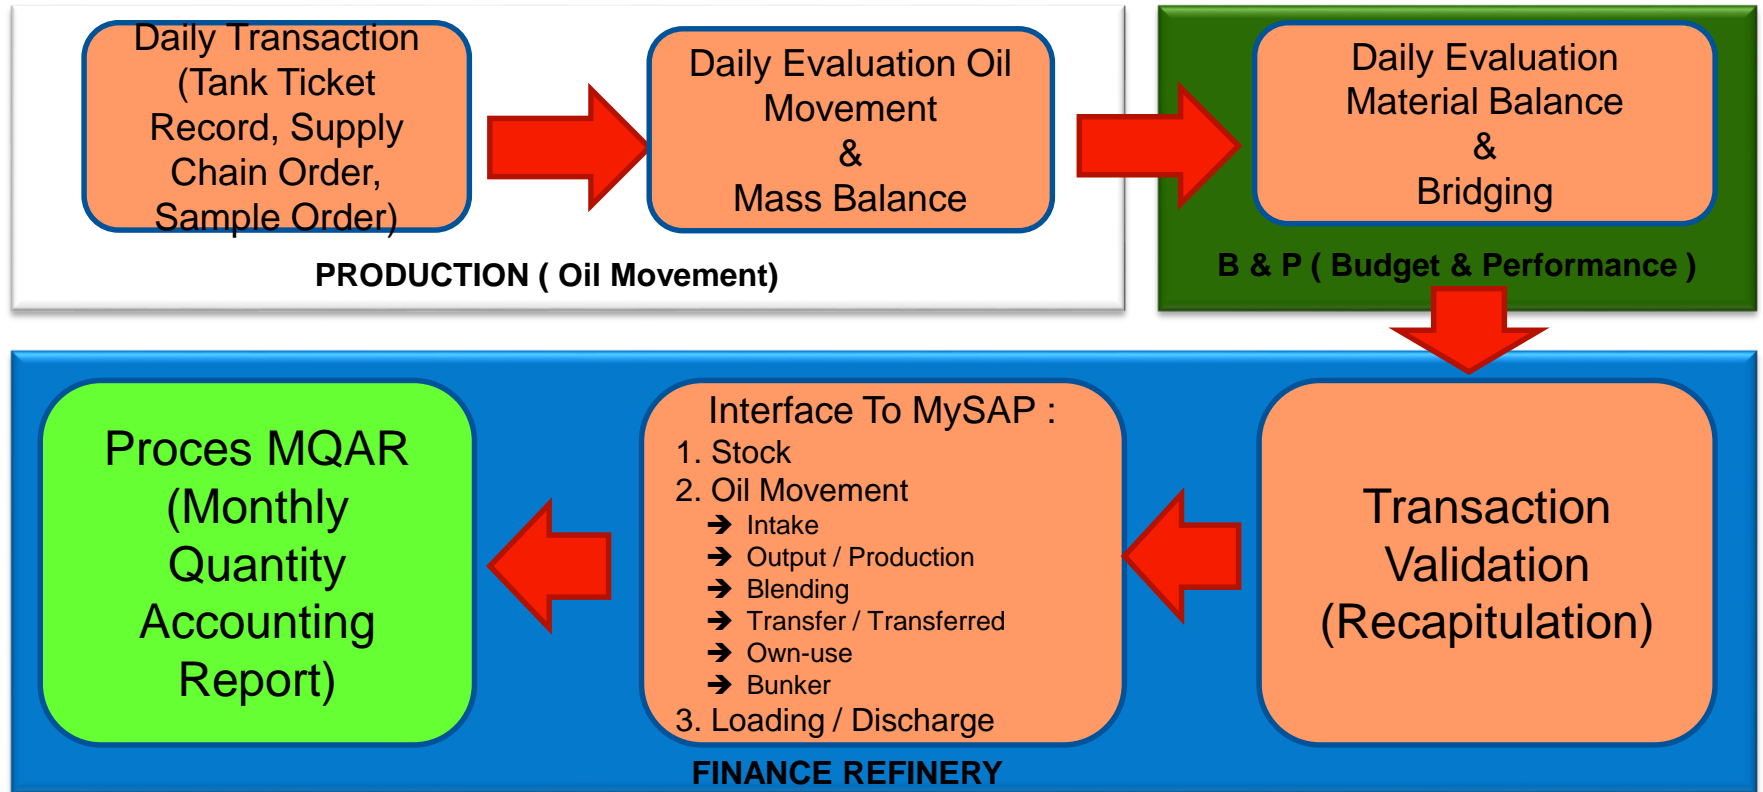 Daily Transaction
(Tank Ticket
Record, Supply
Chain Order,
Sample Order)
Daily Evaluation Oil
Movement
&
Mass Balance
PRODUCTION ( Oil Movement)
Daily Evaluation
Material Balance
&
Bridging
B & P ( Budget & Performance )
Transaction
Validation
(Recapitulation)
Interface To MySAP :
1. Stock
2. Oil Movement
➔ Intake
➔ Output / Production
➔ Blending
➔ Transfer / Transferred
➔ Own-use
➔ Bunker
3. Loading / Discharge
Proces MQAR
(Monthly
Quantity
Accounting
Report)
FINANCE REFINERY